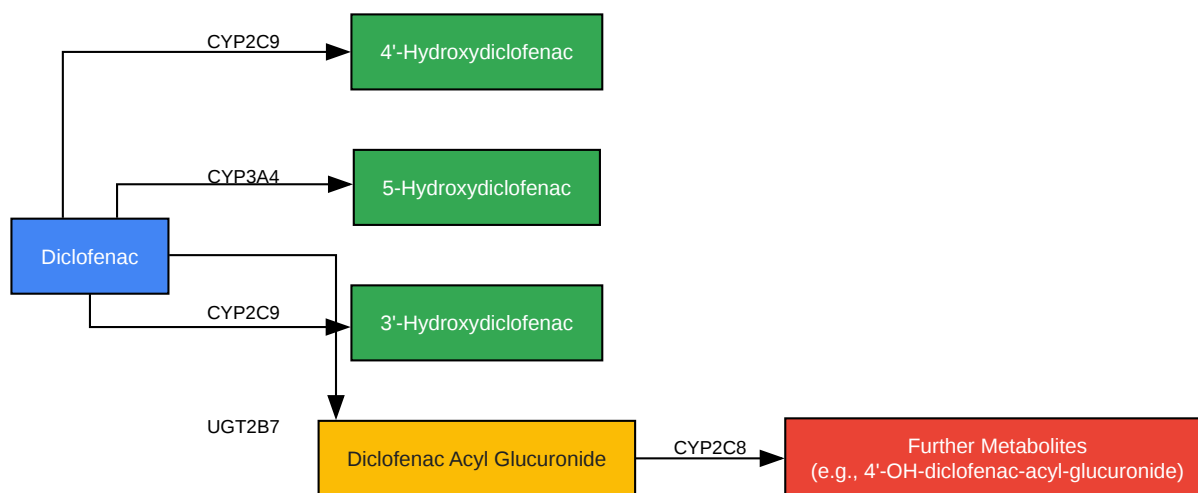 CYP2C9
4'-Hydroxydiclofenac
CYP3A4
5-Hydroxydiclofenac
Diclofenac
CYP2C9
3'-Hydroxydiclofenac
UGT2B7
Diclofenac Acyl Glucuronide
CYP2C8
Further Metabolites
(e.g., 4'-OH-diclofenac-acyl-glucuronide)